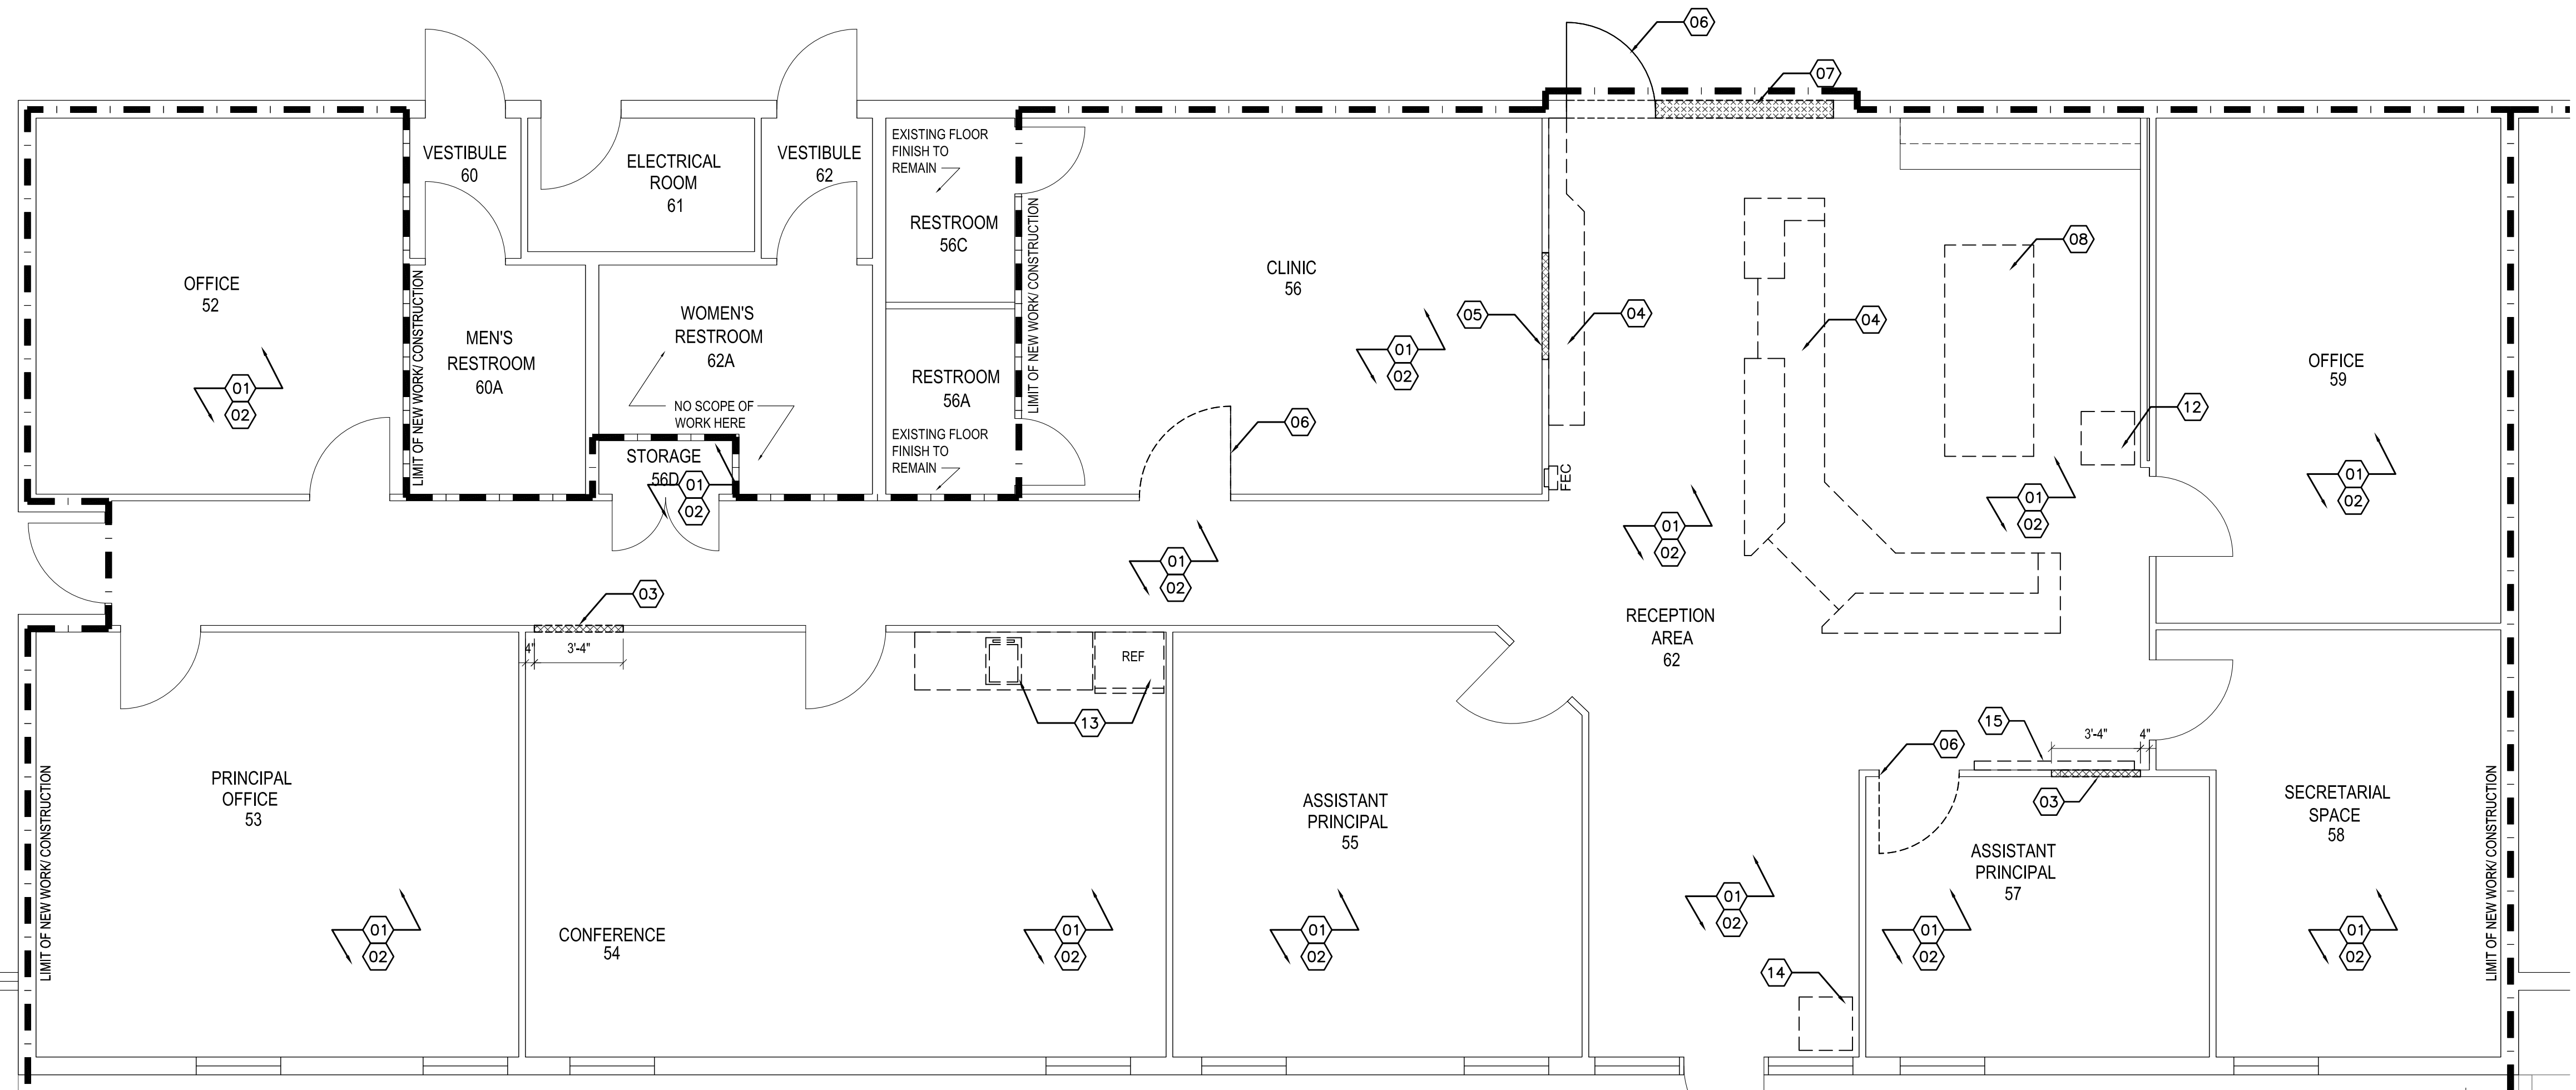 06
07
VESTIBULE
60
ELECTRICAL
ROOM
61
VESTIBULE
62
EXISTING FLOOR
FINISH TO
REMAIN
RESTROOM
56C
LIMIT OF NEW WORK/ CONSTRUCTION
CLINIC
56
08
OFFICE
52
LIMIT OF NEW WORK/ CONSTRUCTION
MEN'S
RESTROOM
60A
WOMEN'S
RESTROOM
62A
NO SCOPE OF
WORK HERE
RESTROOM
56A
EXISTING FLOOR
FINISH TO
REMAIN
05
04
04
01
02
OFFICE
59
01
02
06
12
STORAGE
56D
01
02
FEC
01
02
01
02
01
02
01
02
03
RECEPTION
AREA
62
4"
3'-4"
REF
13
15
3'-4"
4"
06
03
PRINCIPAL
OFFICE
53
LIMIT OF NEW WORK/ CONSTRUCTION
ASSISTANT
PRINCIPAL
55
ASSISTANT
PRINCIPAL
57
SECRETARIAL
SPACE
58
LIMIT OF NEW WORK/ CONSTRUCTION
CONFERENCE
54
01
02
01
02
01
02
01
02
01
02
01
02
14